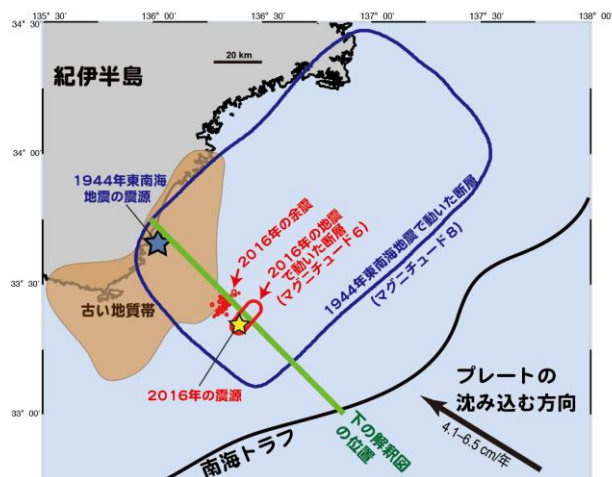 135° 30'
136° 00'
136° 30'
137° 00'
137° 30'
34° 30'
34° 00'
33° 30'
33° 00'
20 km
紀伊半島
1944年東南海
地震の震源
2016年の余震
2016年の地震
で動いた断層
(マグニチュード6)
1944年東南海地震で動いた断層
(マグニチュード8)
古い地質帯
2016年の震源
プレートの
沈み込む方向
4.1–6.5 cm/年
下の解釈図
の位置
南海トラフ